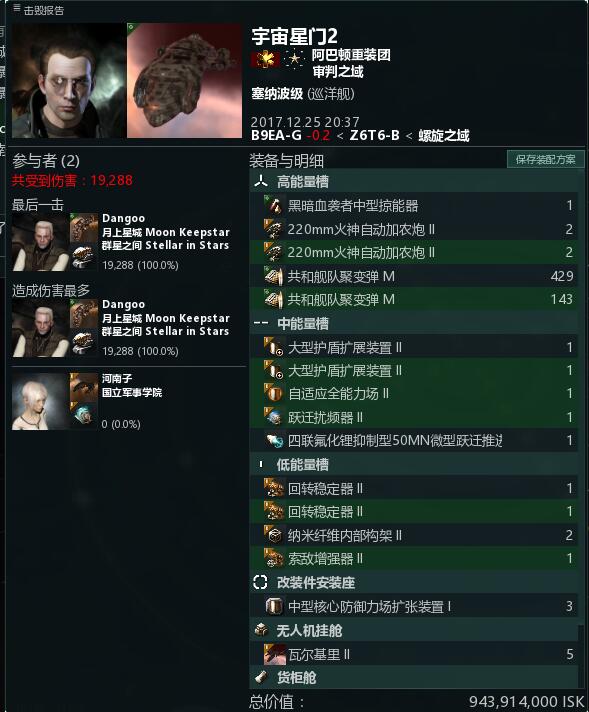 击毁报告
宇宙星门2
阿巴顿重装团
审判之域
塞纳波级 (巡洋舰)
2017.12.25 20:37
B9EA-G -0.2 < Z6T6-B < 螺旋之域
参与者 (2)
共受到伤害：19,288
最后一击
Dangoo
月上星城 Moon Keepstar
群星之间 Stellar in Stars
19,288 (100.0%)
造成伤害最多
Dangoo
月上星城 Moon Keepstar
群星之间 Stellar in Stars
19,288 (100.0%)
河南子
国立军事学院
0 (0.0%)
装备与明细
保存装配方案
高能量槽
黑暗血袭者中型掠能器 1
220mm火神自动加农炮 II 2
220mm火神自动加农炮 II 2
共和舰队聚变弹 M 429
共和舰队聚变弹 M 143
中能量槽
大型护盾扩展装置 II 1
大型护盾扩展装置 II 1
自适应全能力场 II 1
跃迁扰频器 II 1
四联氟化锂抑制型50MN微型跃迁推 1
低能量槽
回转稳定器 II 1
回转稳定器 II 1
纳米纤维内部构架 II 2
索敌增强器 II 1
改装件安装座
中型核心防御力场扩张装置 I 3
无人机挂舱
瓦尔基里 II 5
货柜舱
总价值： 943,914,000 ISK